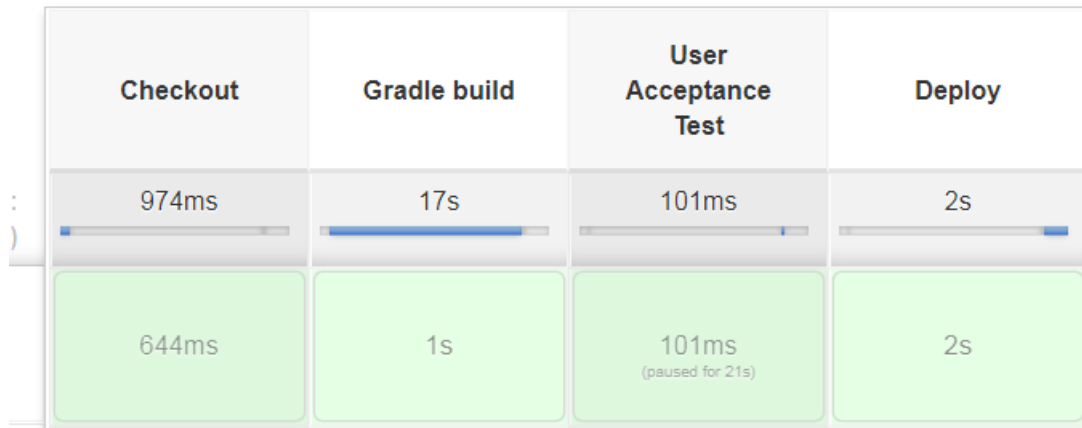 Checkout
Gradle build
User
Acceptance
Test
Deploy
:
)
974ms
17s
101ms
2s
644ms
1s
101ms
(paused for 21s)
2s